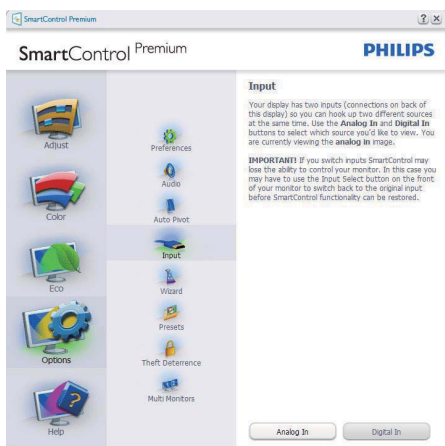 SmartControl Premium
SmartControl Premium
PHILIPS
Adjust
Color
Eco
Options
Help
Preferences
Audio
Auto Pivot
Input
Wizard
Presets
Theft Deterrence
Multi Monitors
Input
Your display has two inputs (connections on back of
this display) so you can hook up two different sources
at the same time. Use the Analog In and Digital In
buttons to select which source you'd like to view. You
are currently viewing the analog in image.
IMPORTANT! If you switch inputs SmartControl may
lose the ability to control your monitor. In this case you
may have to use the Input Select button on the front
of your monitor to switch back to the original input
before SmartControl functionality can be restored.
Analog In
Digital In